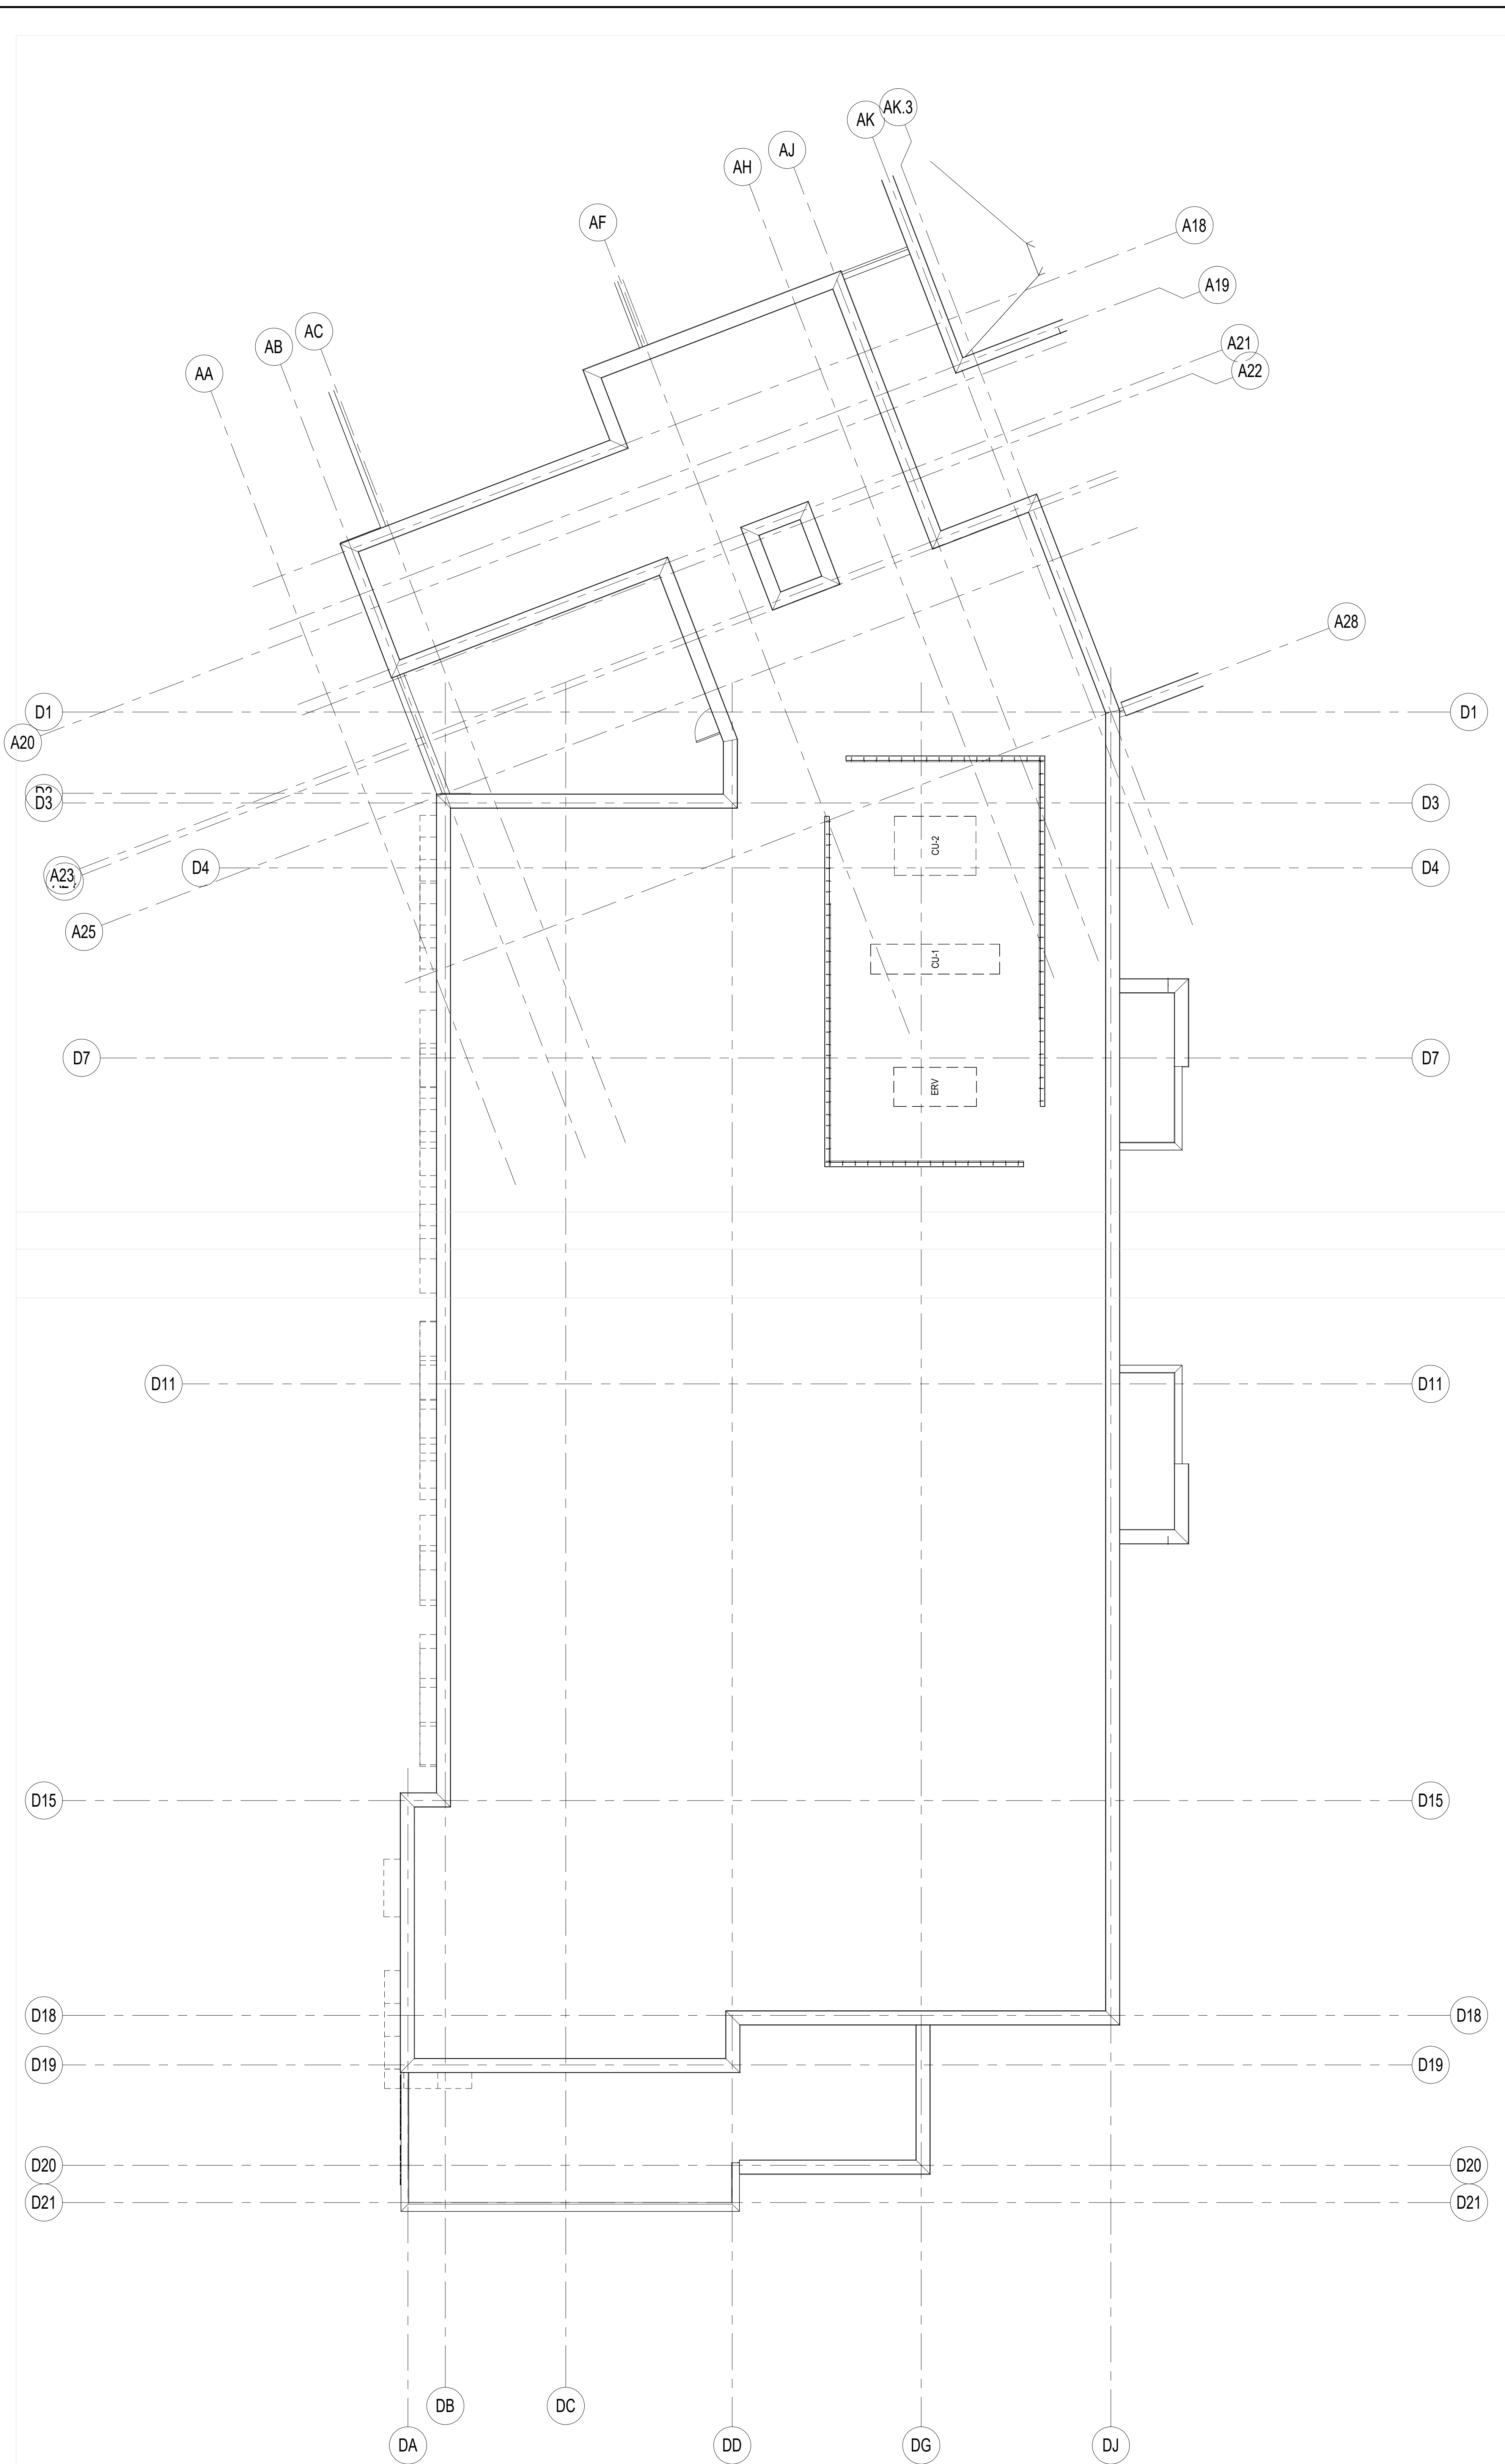 AK.3
AK
AJ
AH
AF
A18
A19
AC
AB
A21
A22
AA
A28
D1
D1
A20
D3
D3
CU-2
D4
D4
A23
A25
CU-1
D7
D7
ERV
D11
D11
D15
D15
D18
D18
D19
D19
D20
D20
D21
D21
DB
DC
DA
DD
DG
DJ